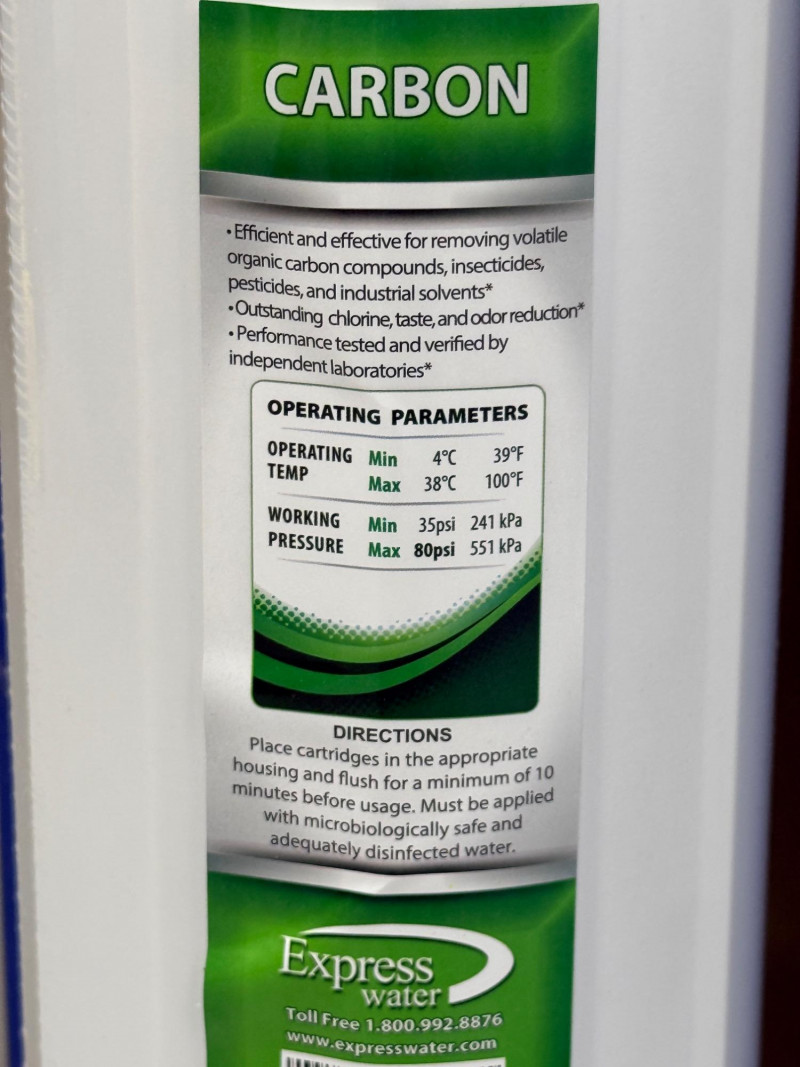 CARBON
• Efficient and effective for removing volatile
organic carbon compounds, insecticides,
pesticides, and industrial solvents*
• Outstanding chlorine, taste, and odor reduction*
• Performance tested and verified by
independent laboratories*
OPERATING PARAMETERS
OPERATING TEMP Min 4°C 39°F
Max 38°C 100°F
WORKING PRESSURE Min 35psi 241 kPa
Max 80psi 551 kPa
DIRECTIONS
Place cartridges in the appropriate
housing and flush for a minimum of 10
minutes before usage. Must be applied
with microbiologically safe and
adequately disinfected water.
Express
water
Toll Free 1.800.992.8876
www.expresswater.com